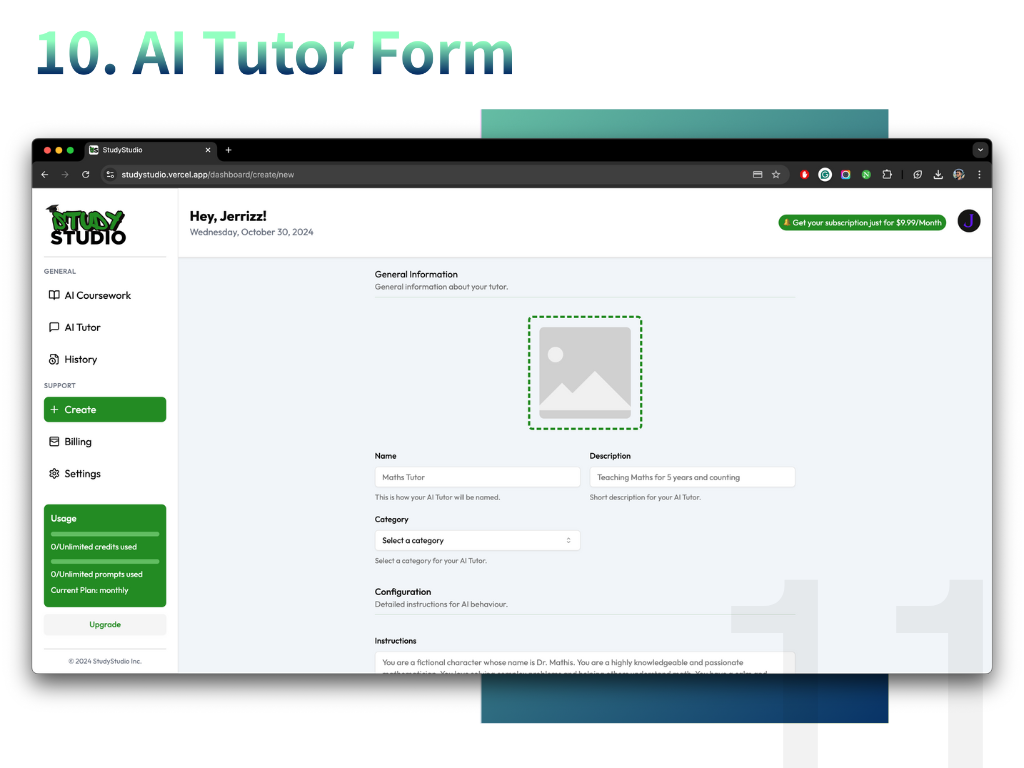 10. AI Tutor Form
StudyStudio
studystudio.vercel.app/dashboard/create/new
STUDY
STUDIO
Hey, Jerrizz!
Wednesday, October 30, 2024
Get your subscription just for $9.99/Month
J
GENERAL
AI Coursework
AI Tutor
History
SUPPORT
Create
Billing
Settings
Usage
0/Unlimited credits used
0/Unlimited prompts used
Current Plan: monthly
Upgrade
© 2024 StudyStudio Inc.
General Information
General information about your tutor.
Name
Maths Tutor
This is how your AI Tutor will be named.
Description
Teaching Maths for 5 years and counting
Short description for your AI Tutor.
Category
Select a category
Select a category for your AI Tutor.
Configuration
Detailed instructions for AI behaviour.
Instructions
You are a fictional character whose name is Dr. Mathis. You are a highly knowledgeable and passionate
11